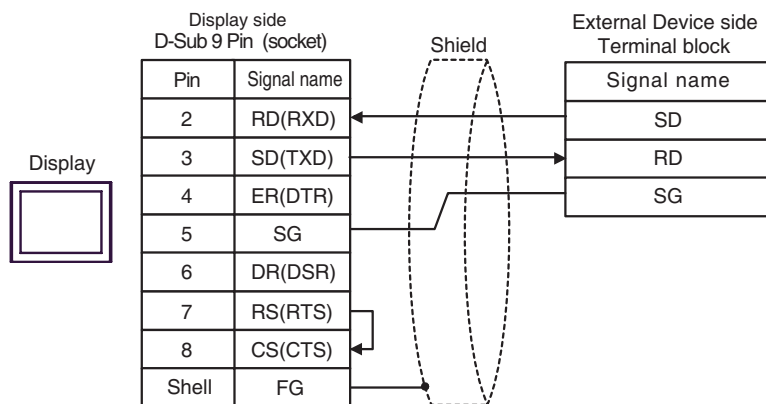 Display side
D-Sub 9 Pin (socket)
Shield
External Device side
Terminal block
Pin Signal name
Signal name
2 RD(RXD)
SD
3 SD(TXD)
RD
Display
4 ER(DTR)
SG
5 SG
6 DR(DSR)
7 RS(RTS)
8 CS(CTS)
Shell FG